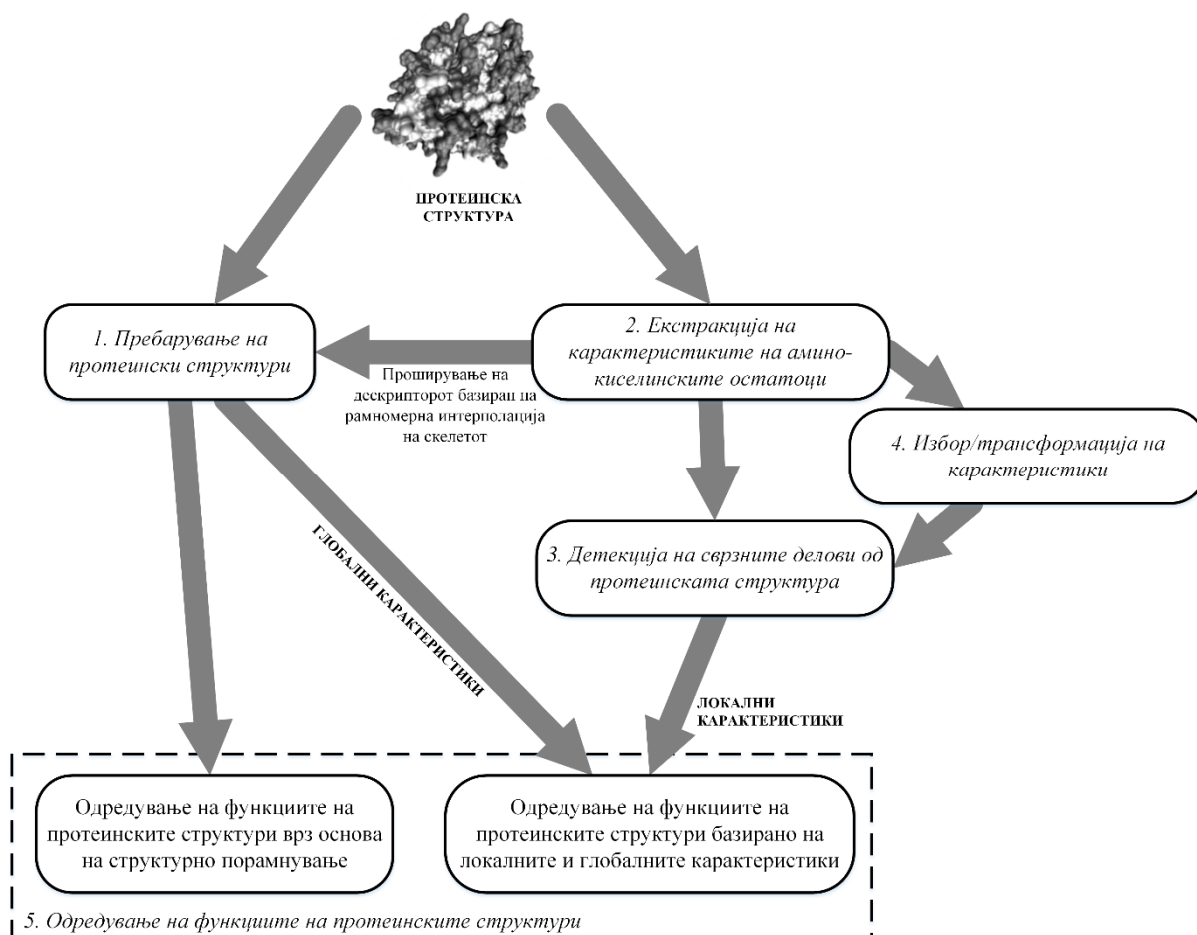 ПРОТЕИНСКА
СТРУКТУРА
1. Пребарување на
протеински структури
2. Екстракција на
карактеристиките на амино-
киселинските остатоци
Проширување на
дескрипторот базиран на
рамномерна интерполација
на скелетот
4. Избор/трансформација на
карактеристики
3. Детекција на сврзните делови од
протеинската структура
ГЛОБАЛНИ КАРАКТЕРИСТИКИ
ЛОКАЛНИ
КАРАКТЕРИСТИКИ
Одредување на функциите на
протеинските структури врз основа
на структурно порамнување
Одредување на функциите на
протеинските структури базирано на
локалните и глобалните карактеристики
5. Одредување на функциите на протеинските структури